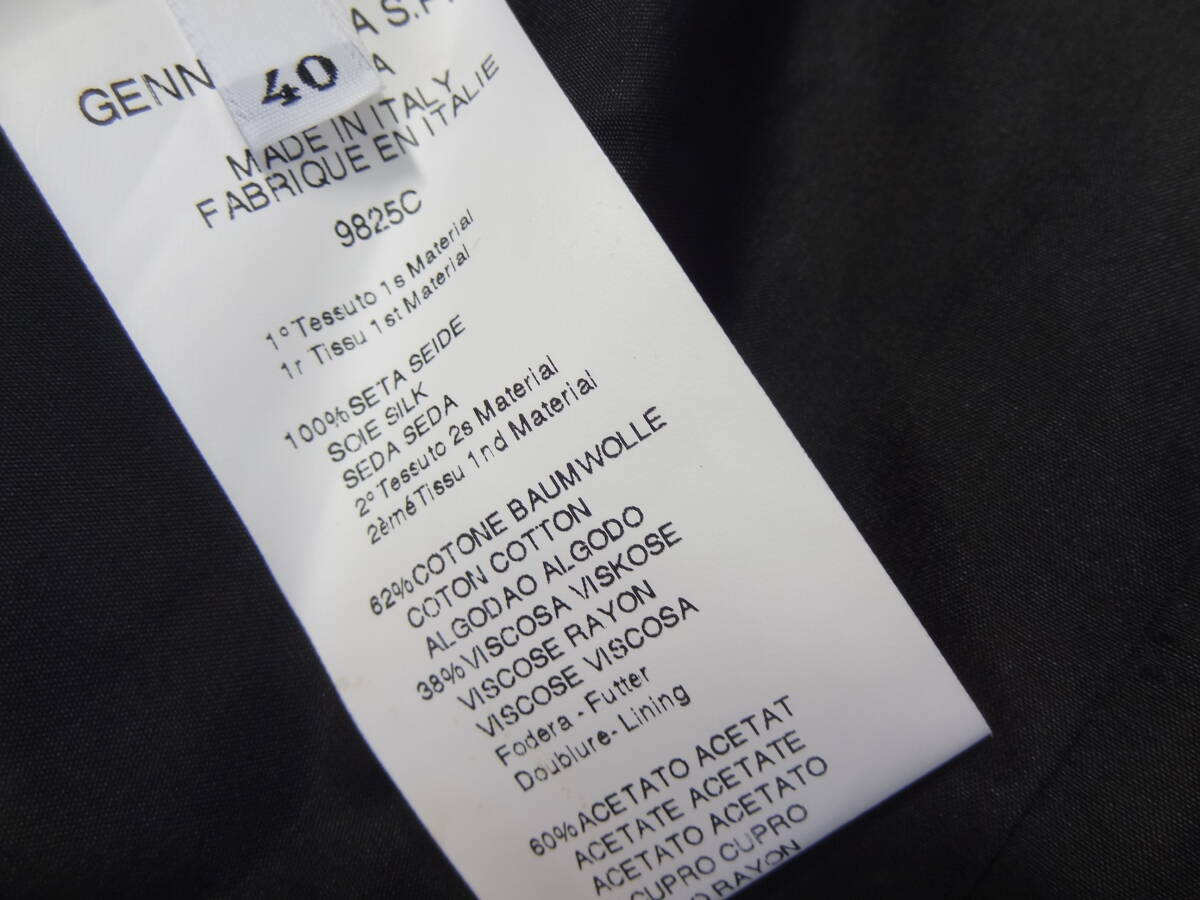 GENN A S.P.
A
40
MADE IN ITALY
FABRIQUE EN ITALIE
9825C
1° Tessuto 1s Material
1r Tissu 1st Material
100%SETA SEIDE
SOIE SILK
SEDA SEDA
2° Tessuto 2s Material
2èmé Tissu 1nd Material
62%COTONE BAUMWOLLE
COTON COTTON
ALGODAO ALGODO
38%VISCOSA VISKOSE
VISCOSE RAYON
VISCOSE VISCOSA
Fodera - Futter
Doublure- Lining
60%ACETATO ACETAT
ACETATE ACETATE
ACETATO ACETATO
CUPRO CUPRO
RAYON